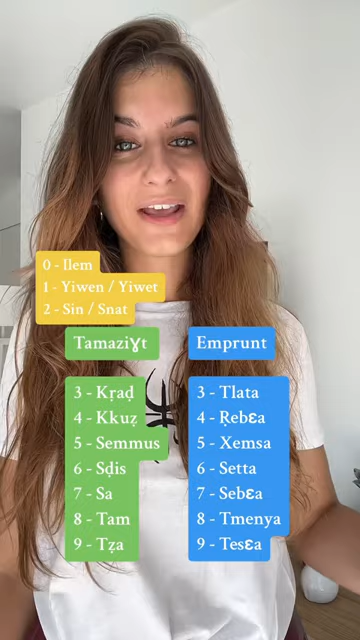 0 - Ilem
1 - Yiwen / Yiwet
2 - Sin / Snat
Tamaziɣt
3 - Kṛaḍ
4 - Kkuẓ
5 - Semmus
6 - Sḍis
7 - Sa
8 - Tam
9 - Tẓa
Emprunt
3 - Tlata
4 - Ṛebɛa
5 - Xemsa
6 - Setta
7 - Sebɛa
8 - Tmenya
9 - Tesɛa